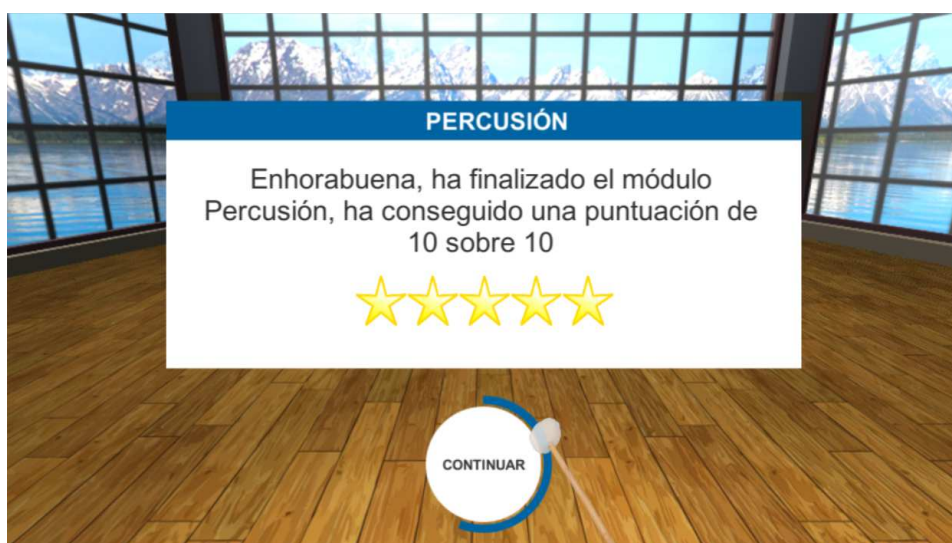 PERCUSIÓN
Enhorabuena, ha finalizado el módulo
Percusión, ha conseguido una puntuación de
10 sobre 10
CONTINUAR